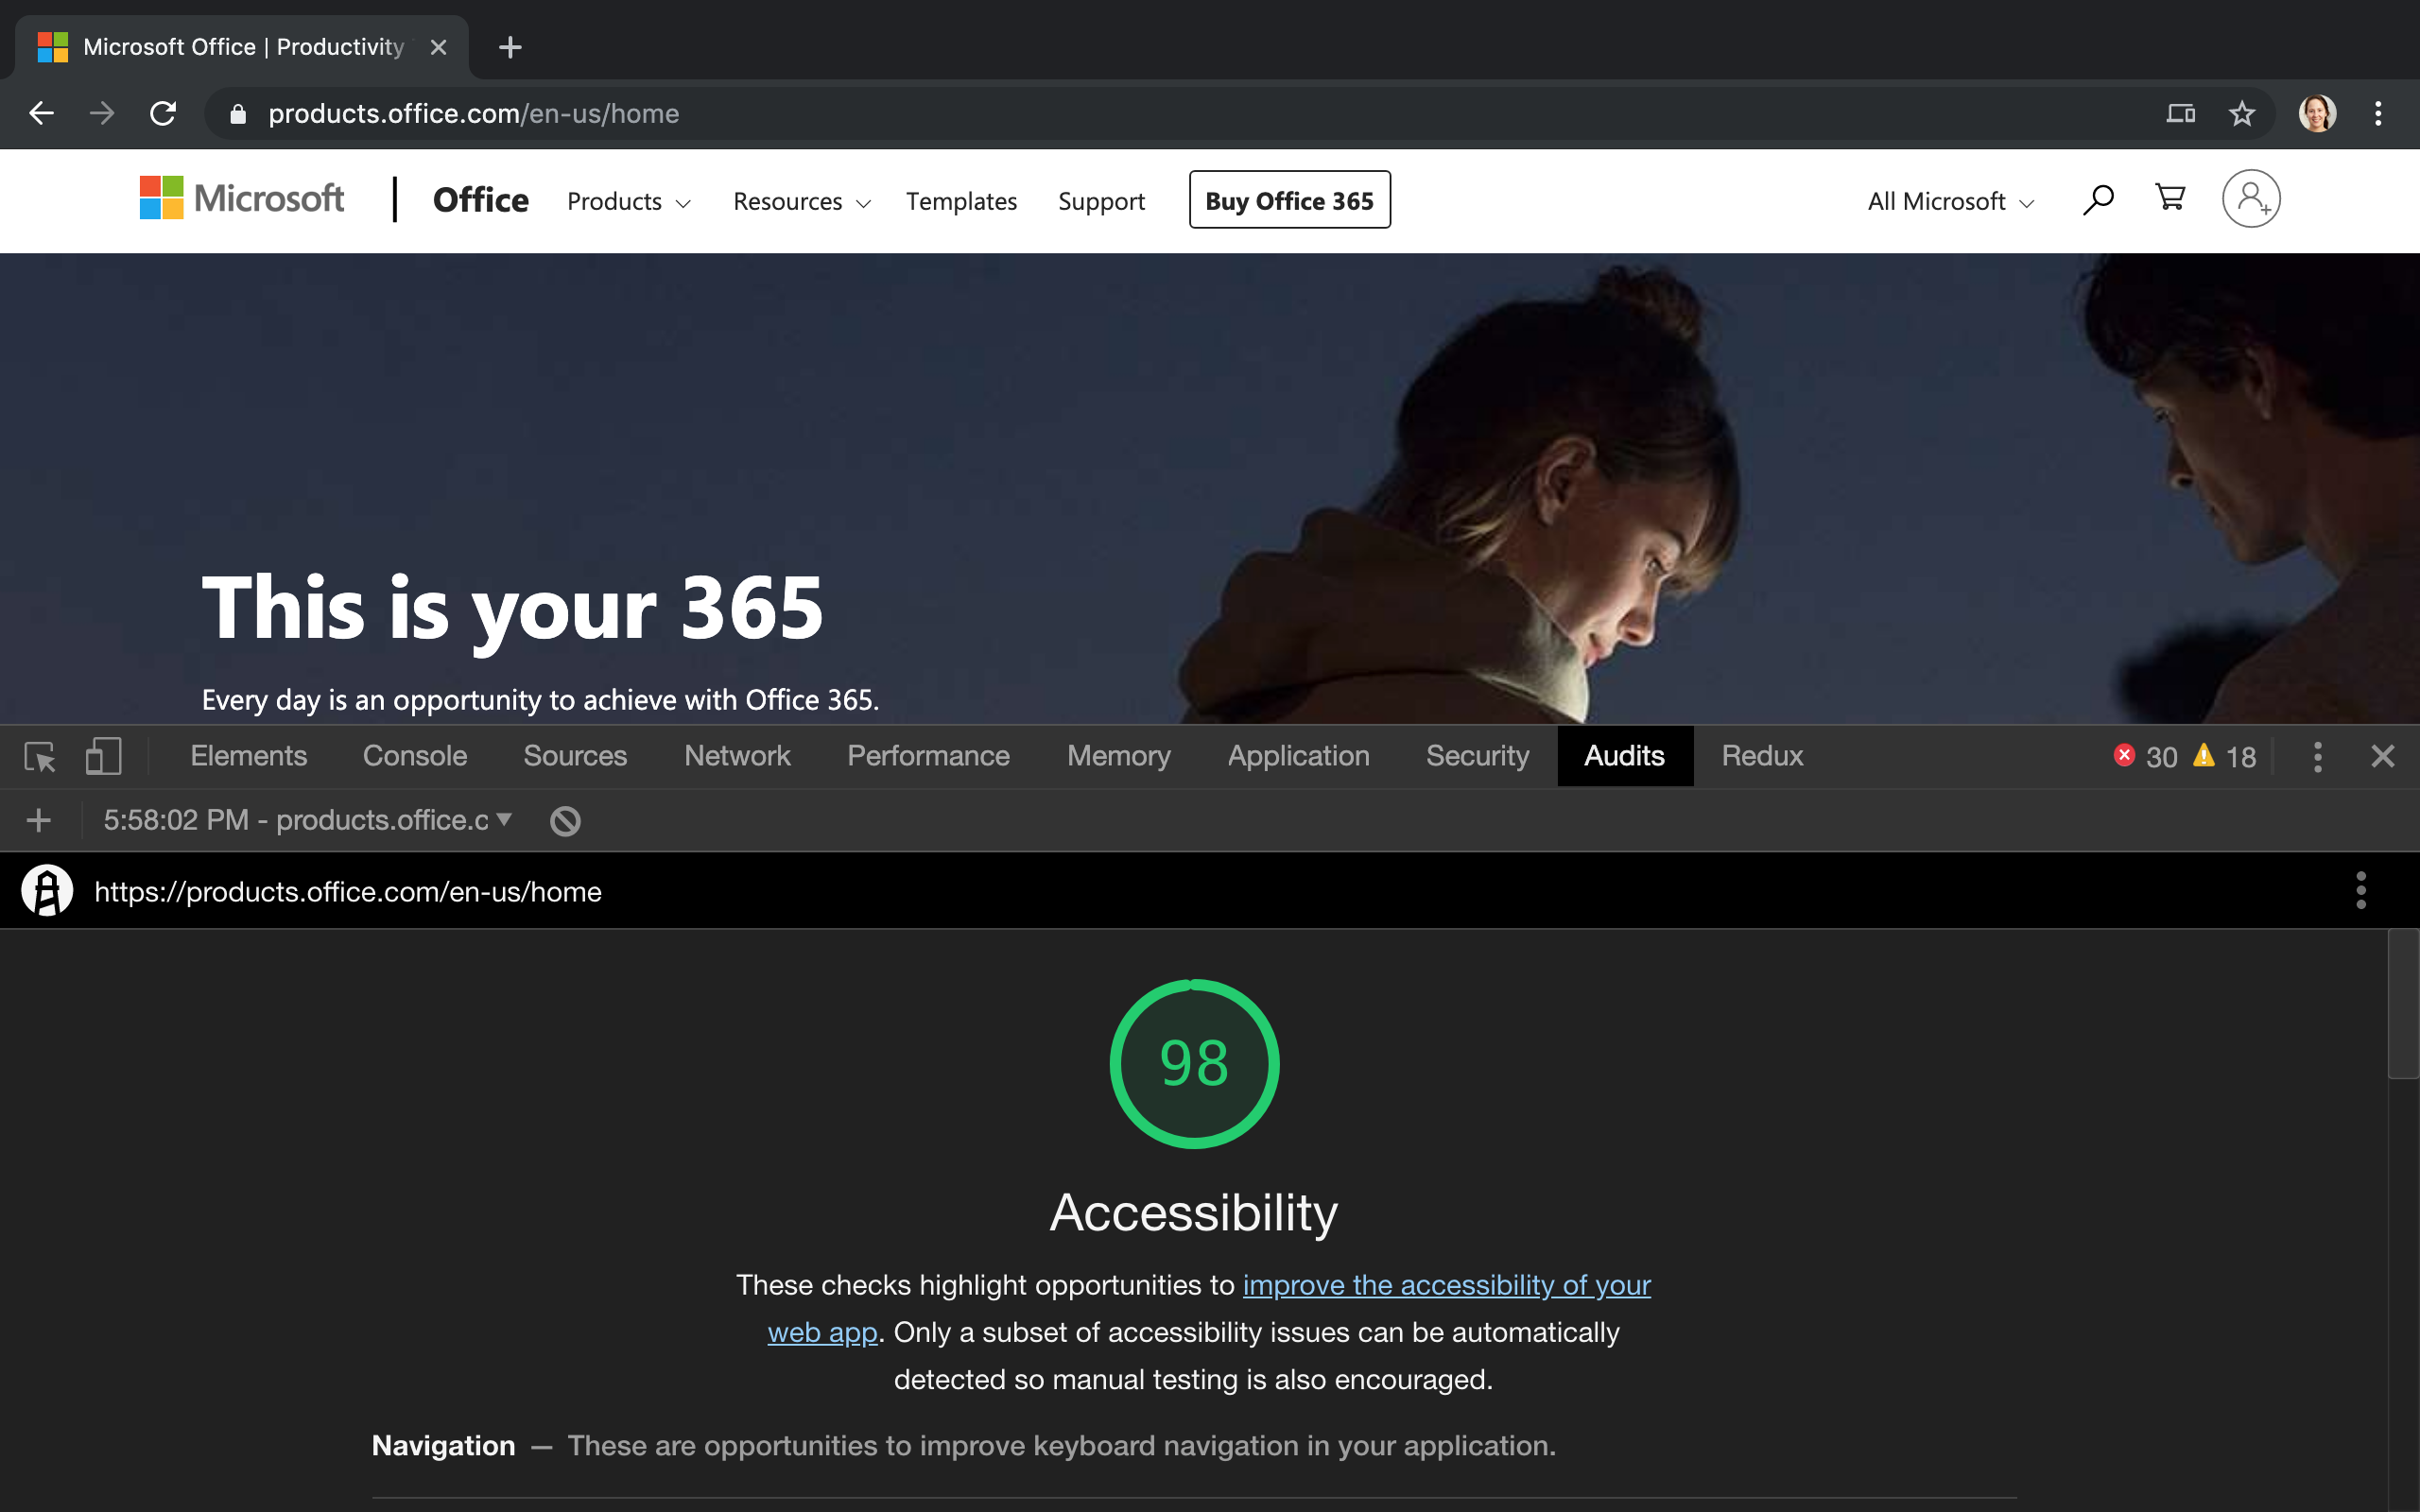 Microsoft Office | Productivity
products.office.com/en-us/home
Microsoft
Office
Products
Resources
Templates
Support
Buy Office 365
All Microsoft
This is your 365
Every day is an opportunity to achieve with Office 365.
Elements
Console
Sources
Network
Performance
Memory
Application
Security
Audits
Redux
30
18
5:58:02 PM - products.office.c
https://products.office.com/en-us/home
98
Accessibility
These checks highlight opportunities to improve the accessibility of your
web app. Only a subset of accessibility issues can be automatically
detected so manual testing is also encouraged.
Navigation — These are opportunities to improve keyboard navigation in your application.